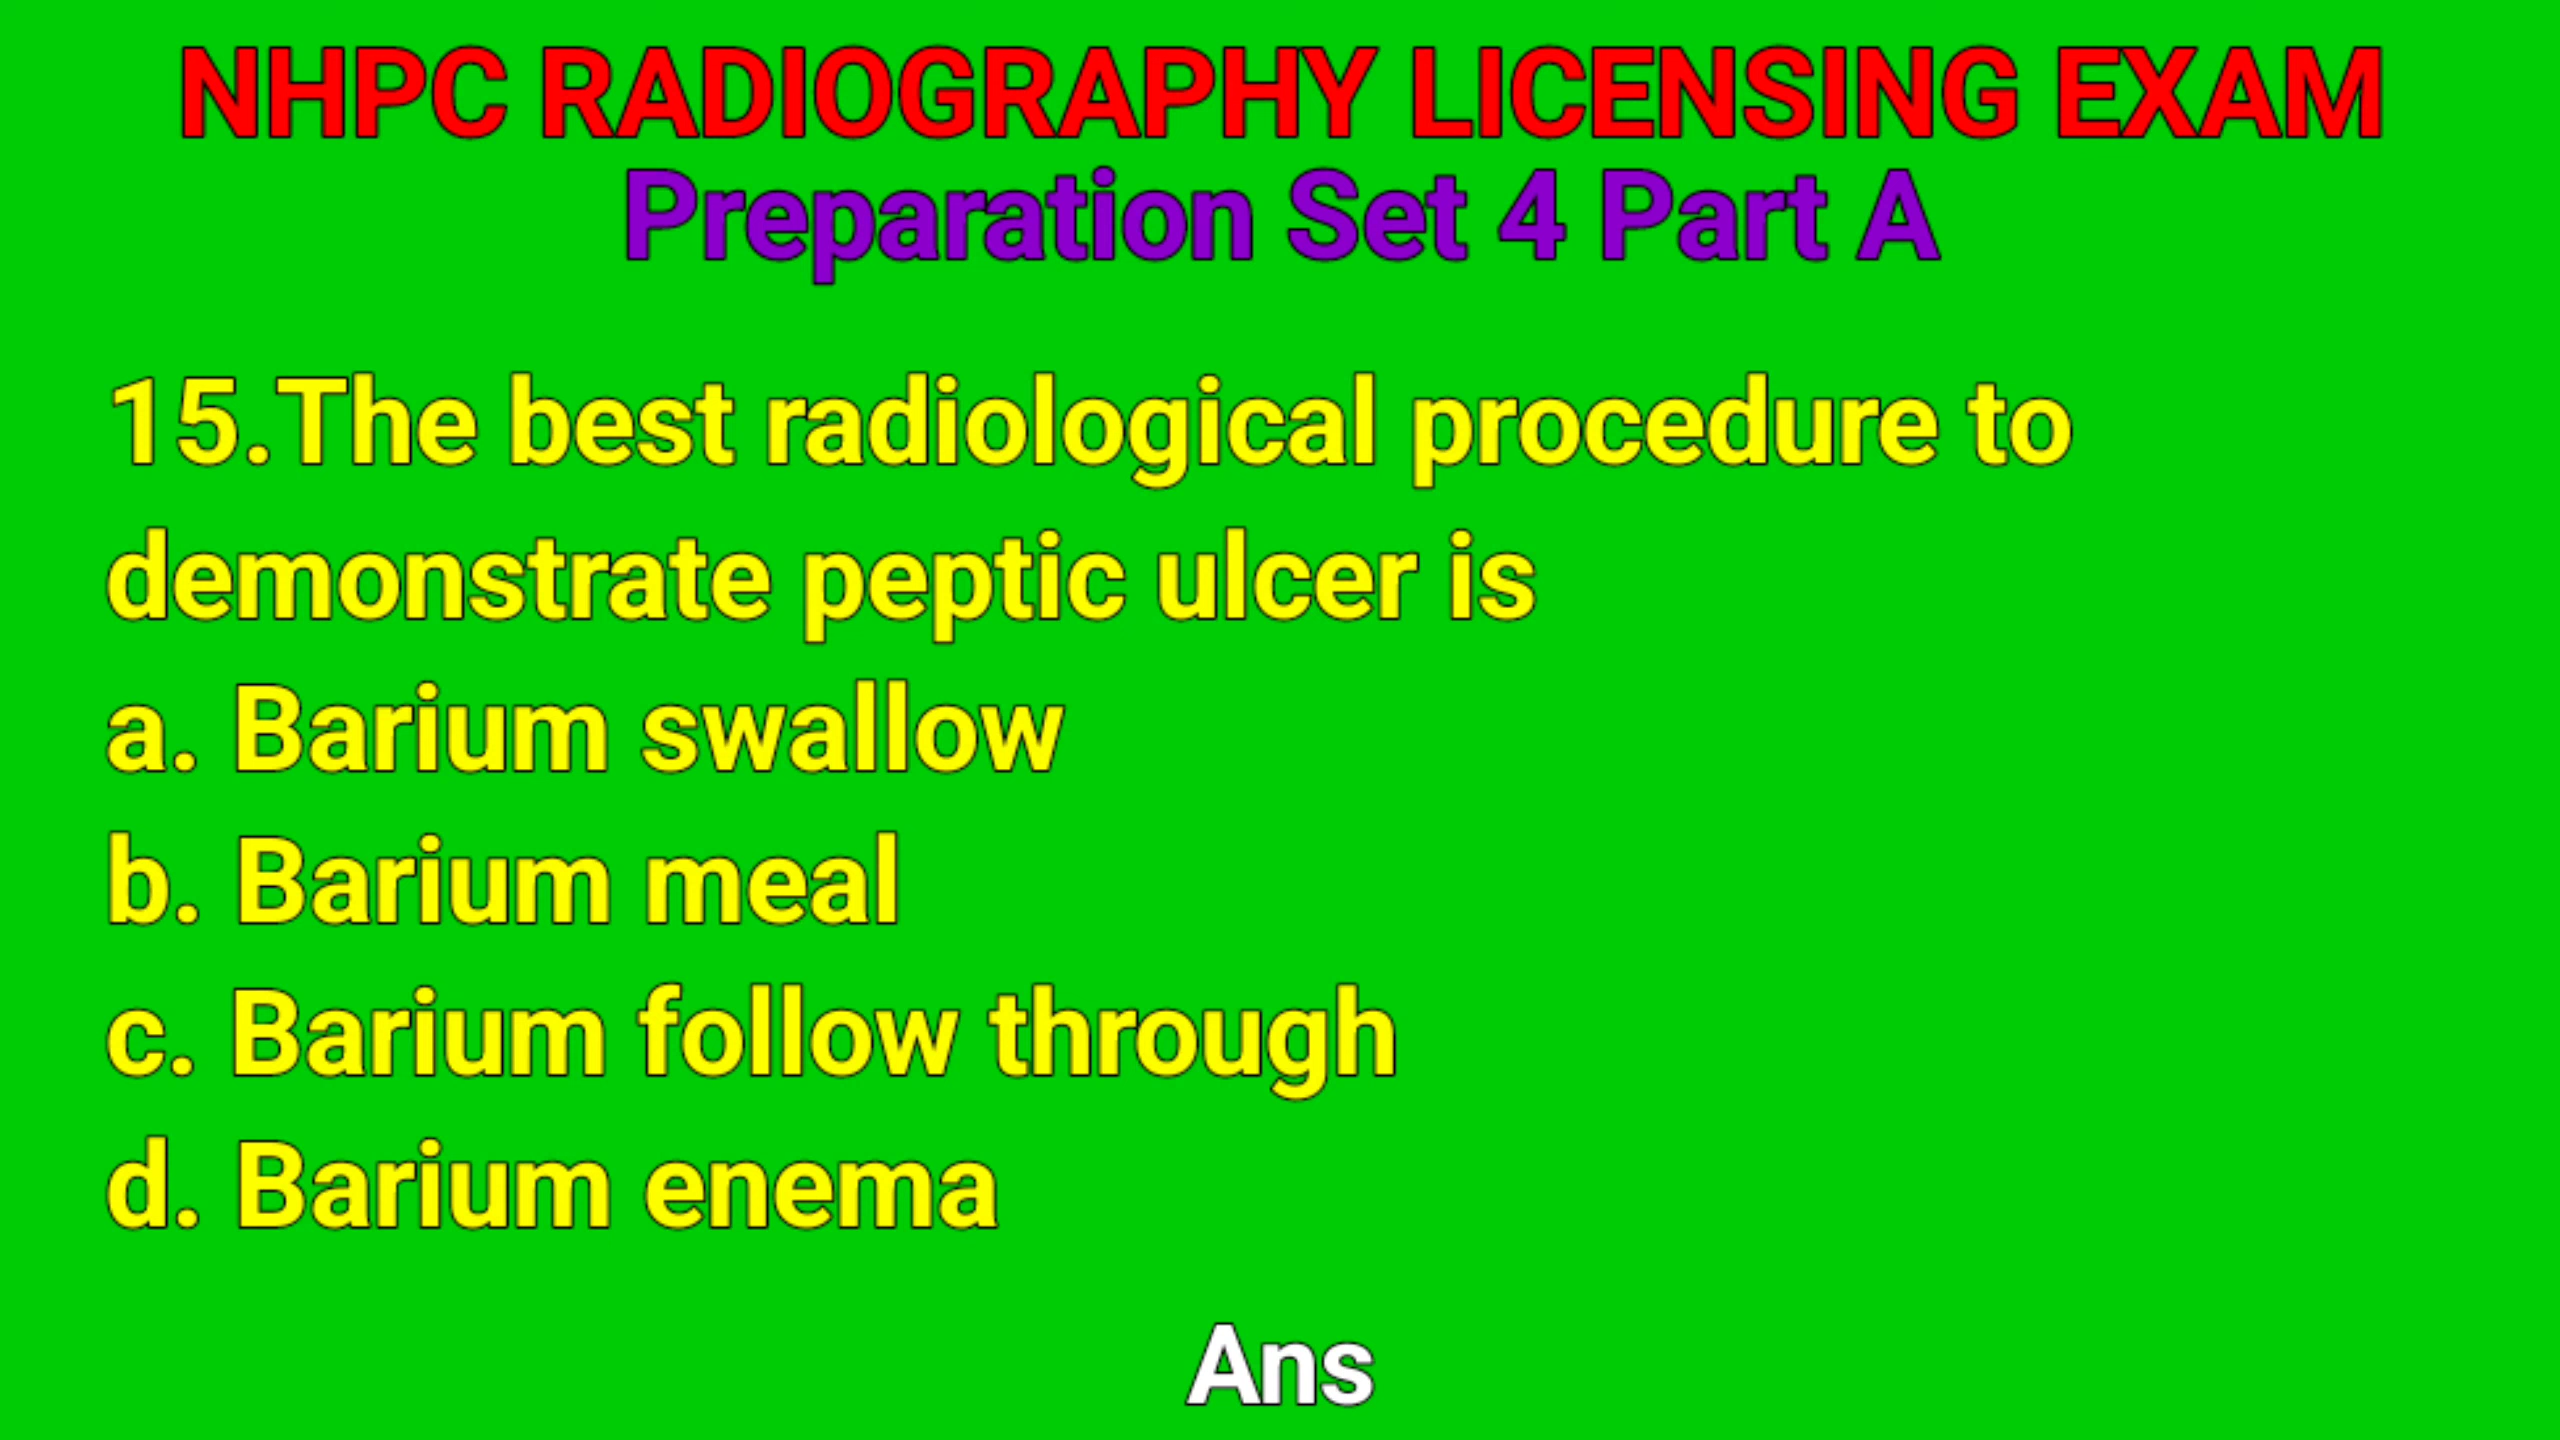 NHPC RADIOGRAPHY LICENSING EXAM
Preparation Set 4 Part A
15.The best radiological procedure to
demonstrate peptic ulcer is
a. Barium swallow
b. Barium meal
c. Barium follow through
d. Barium enema
Ans